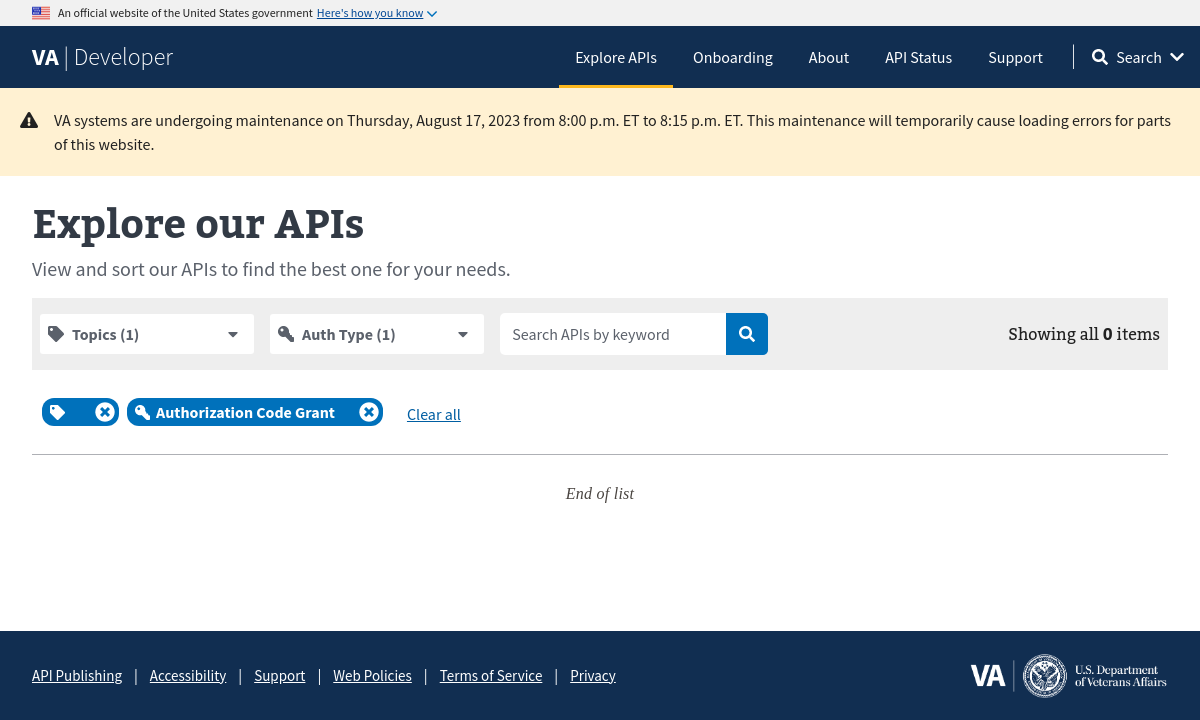 An official website of the United States government Here's how you know
VA | Developer
Explore APIs
Onboarding
About
API Status
Support
Search
VA systems are undergoing maintenance on Thursday, August 17, 2023 from 8:00 p.m. ET to 8:15 p.m. ET. This maintenance will temporarily cause loading errors for parts
of this website.
Explore our APIs
View and sort our APIs to find the best one for your needs.
Topics (1)
Auth Type (1)
Search APIs by keyword
Showing all 0 items
Authorization Code Grant
Clear all
End of list
API Publishing | Accessibility | Support | Web Policies | Terms of Service | Privacy
VA
U.S. Department
of Veterans Affairs